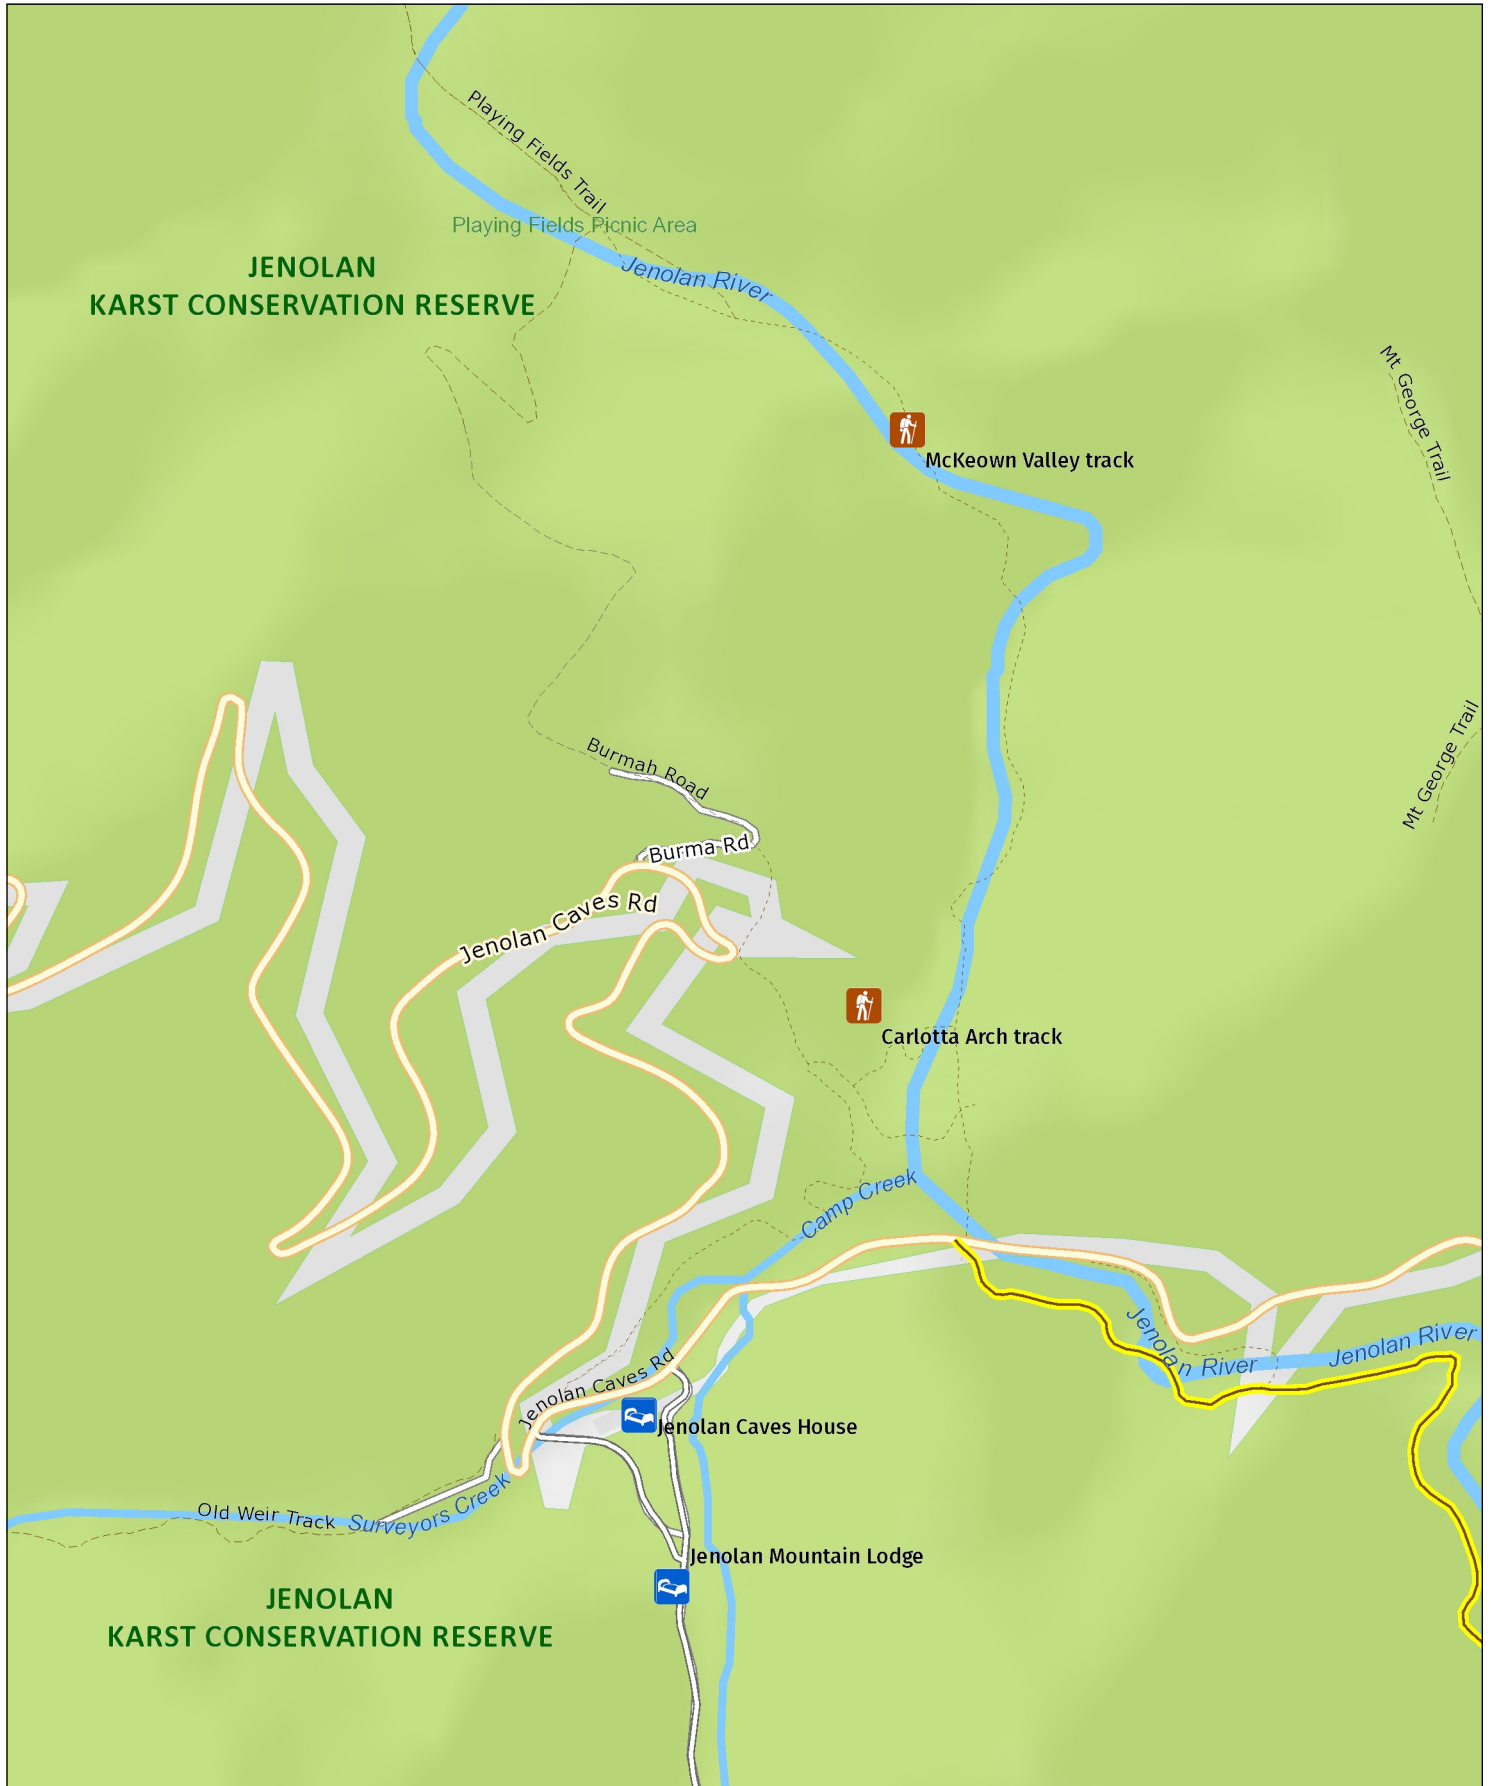 Playing Fields Trail
Playing Fields Picnic Area
JENOLAN
KARST CONSERVATION RESERVE
Jenolan River
Mt George Trail
McKeown Valley track
Mt George Trail
Burmah Road
Burma Rd
Jenolan Caves Rd
Carlotta Arch track
Camp Creek
Jenolan River
Jenolan River
Jenolan Caves Rd
Jenolan Caves House
Old Weir Track
Surveyors Creek
Jenolan Mountain Lodge
JENOLAN
KARST CONSERVATION RESERVE